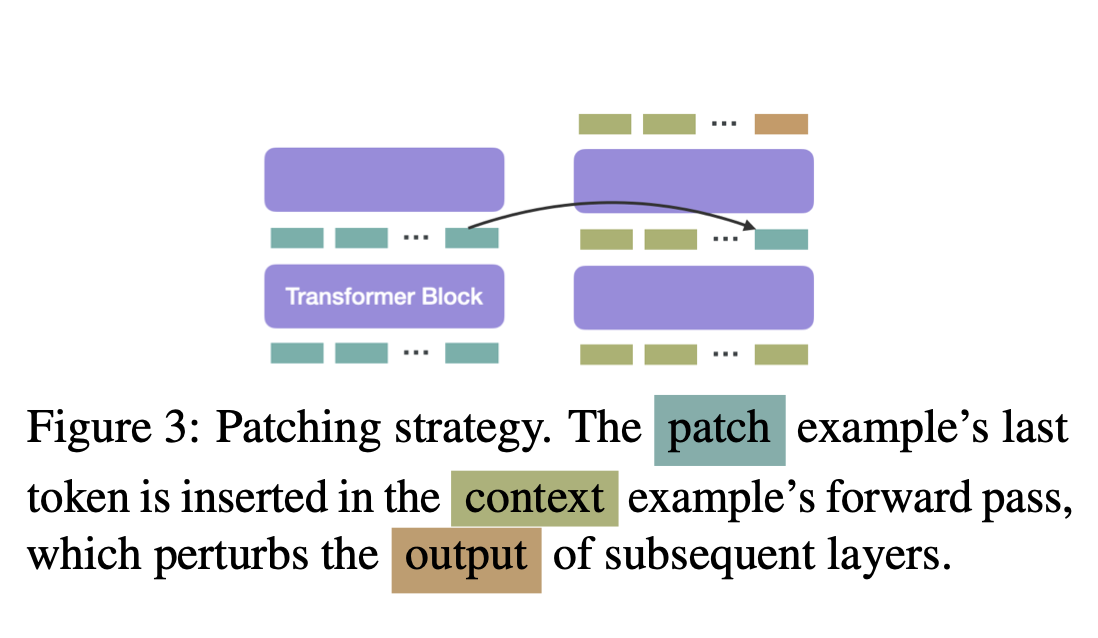 Transformer Block
Figure 3: Patching strategy. The patch example’s last
token is inserted in the context example’s forward pass,
which perturbs the output of subsequent layers.